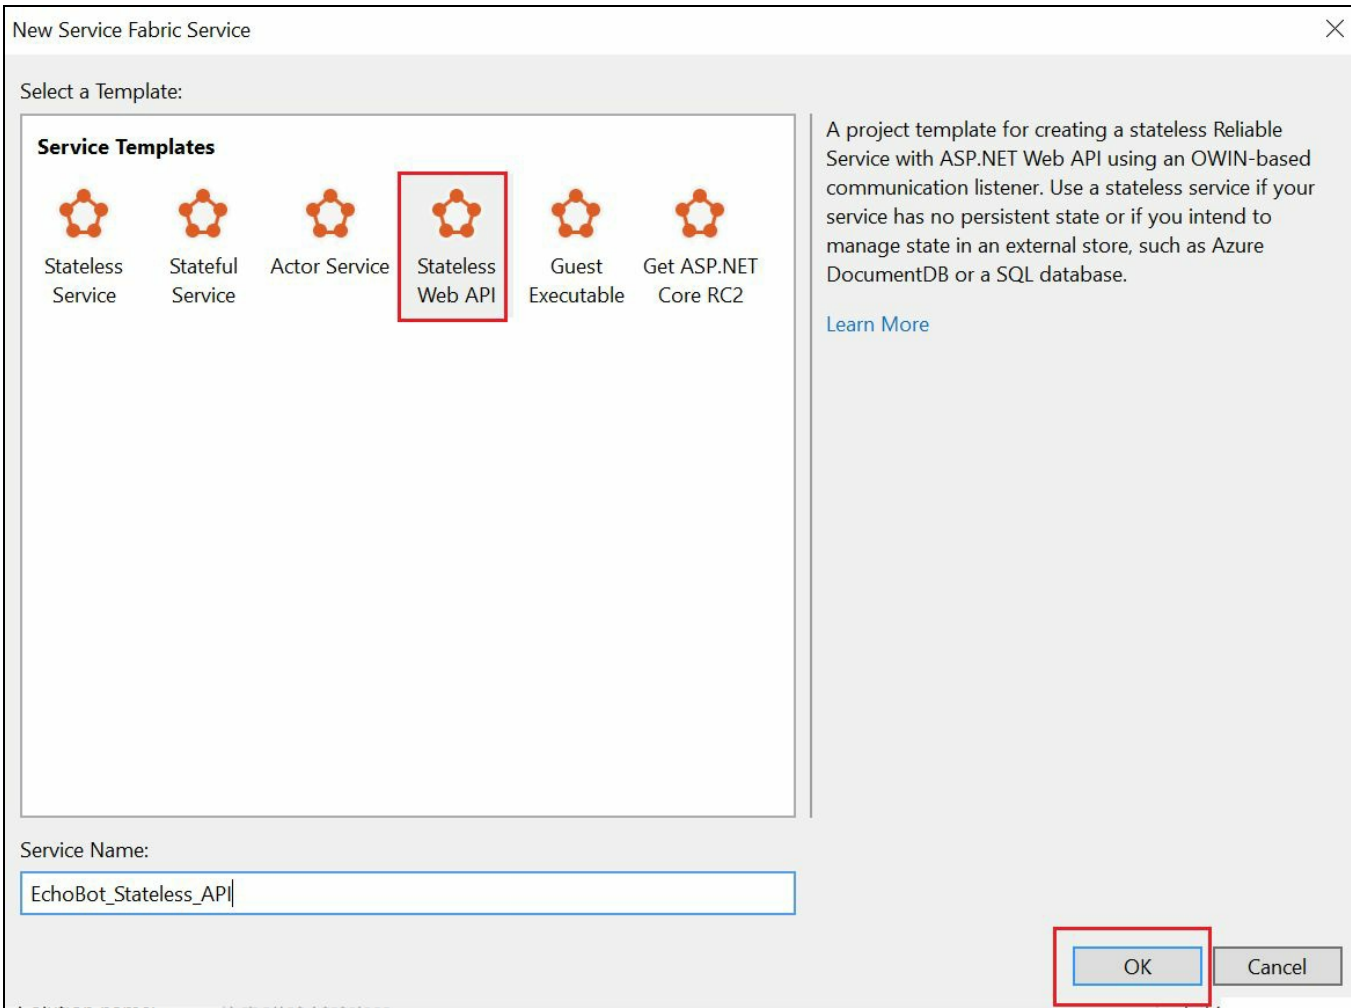 New Service Fabric Service
Select a Template:
Service Templates
Stateless
Service
Stateful
Service
Actor Service
Stateless
Web API
Guest
Executable
Get ASP.NET
Core RC2
A project template for creating a stateless Reliable
Service with ASP.NET Web API using an OWIN-based
communication listener. Use a stateless service if your
service has no persistent state or if you intend to
manage state in an external store, such as Azure
DocumentDB or a SQL database.
Learn More
Service Name:
EchoBot_Stateless_API
OK
Cancel